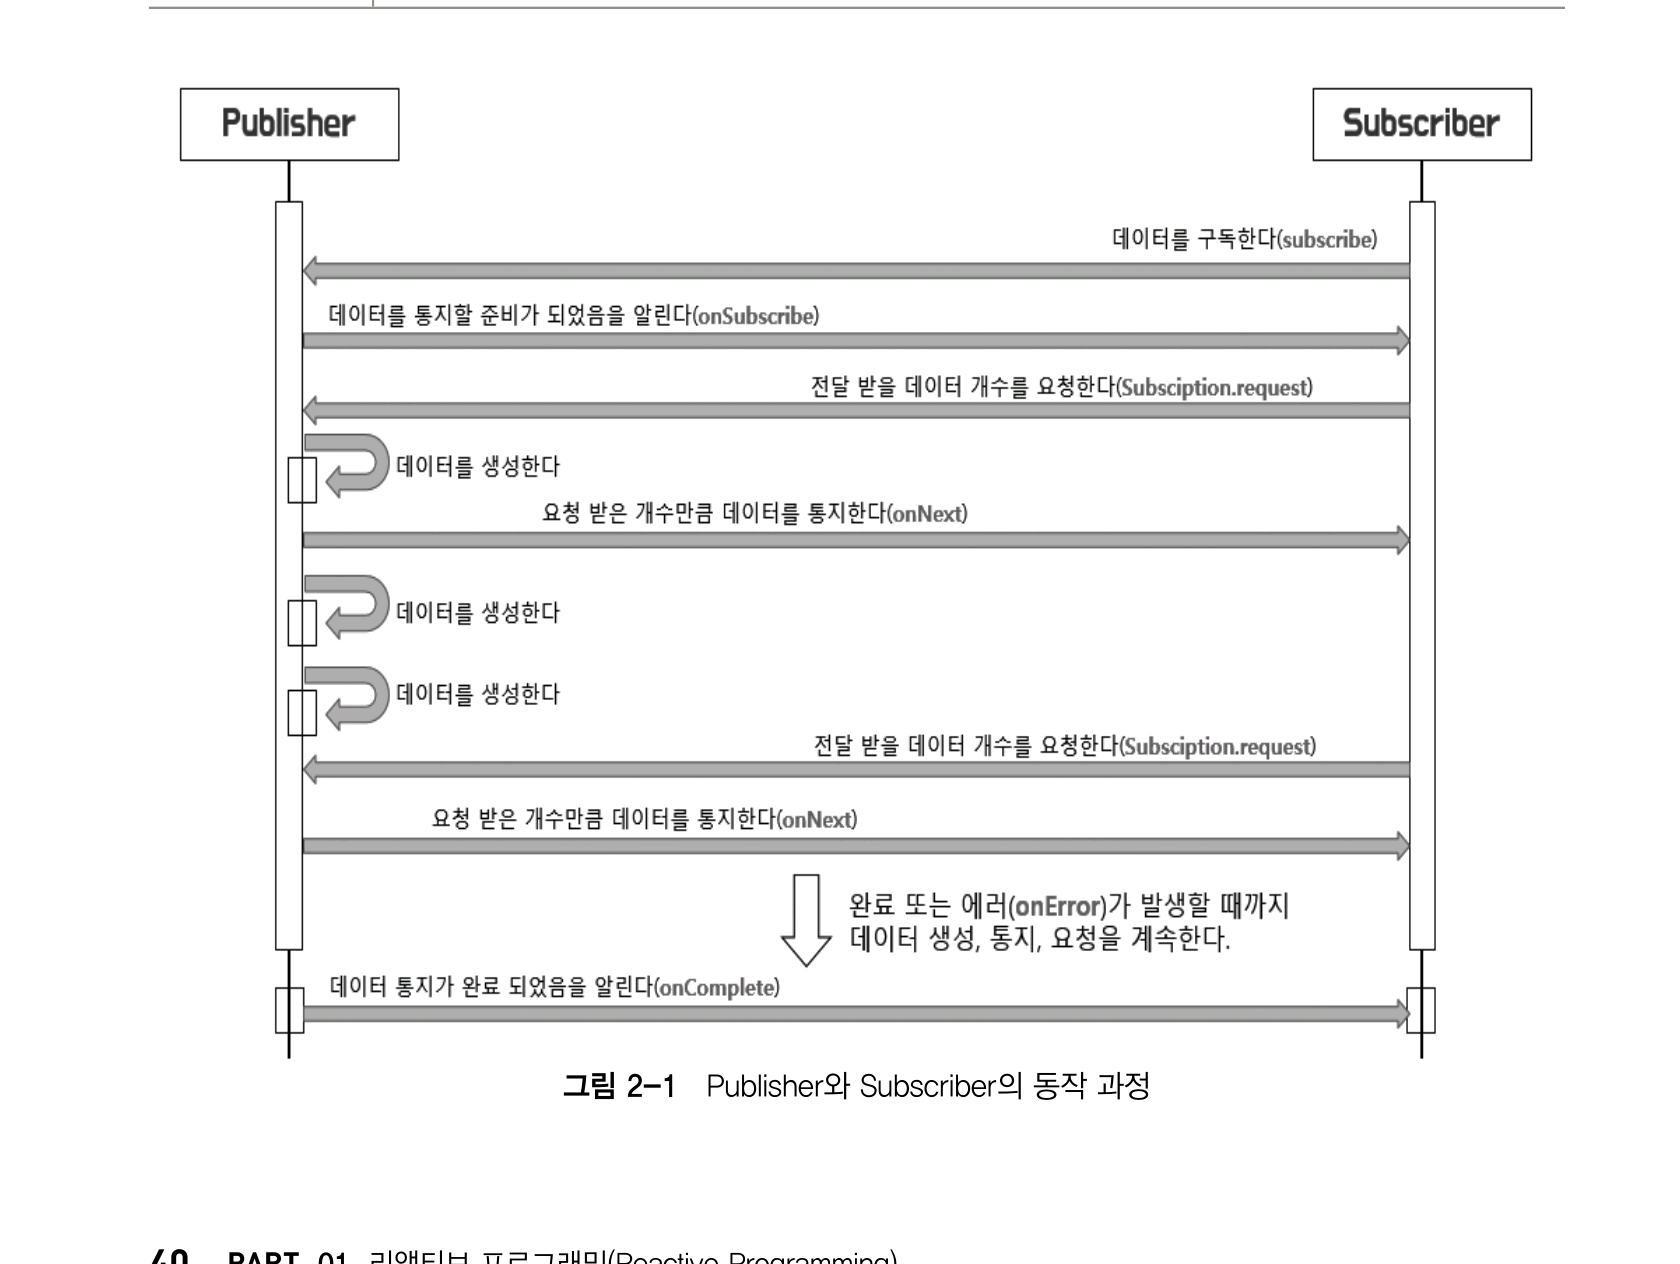 Publisher
Subscriber
데이터를 구독한다(subscribe)
데이터를 통지할 준비가 되었음을 알린다(onSubscribe)
전달 받을 데이터 개수를 요청한다(Subsciption.request)
데이터를 생성한다
요청 받은 개수만큼 데이터를 통지한다(onNext)
데이터를 생성한다
데이터를 생성한다
전달 받을 데이터 개수를 요청한다(Subsciption.request)
요청 받은 개수만큼 데이터를 통지한다(onNext)
완료 또는 에러(onError)가 발생할 때까지
데이터 생성, 통지, 요청을 계속한다.
데이터 통지가 완료 되었음을 알린다(onComplete)
그림 2-1 Publisher와 Subscriber의 동작 과정
40 PART 01 리액티브 프로그래밍(Reactive Programming)